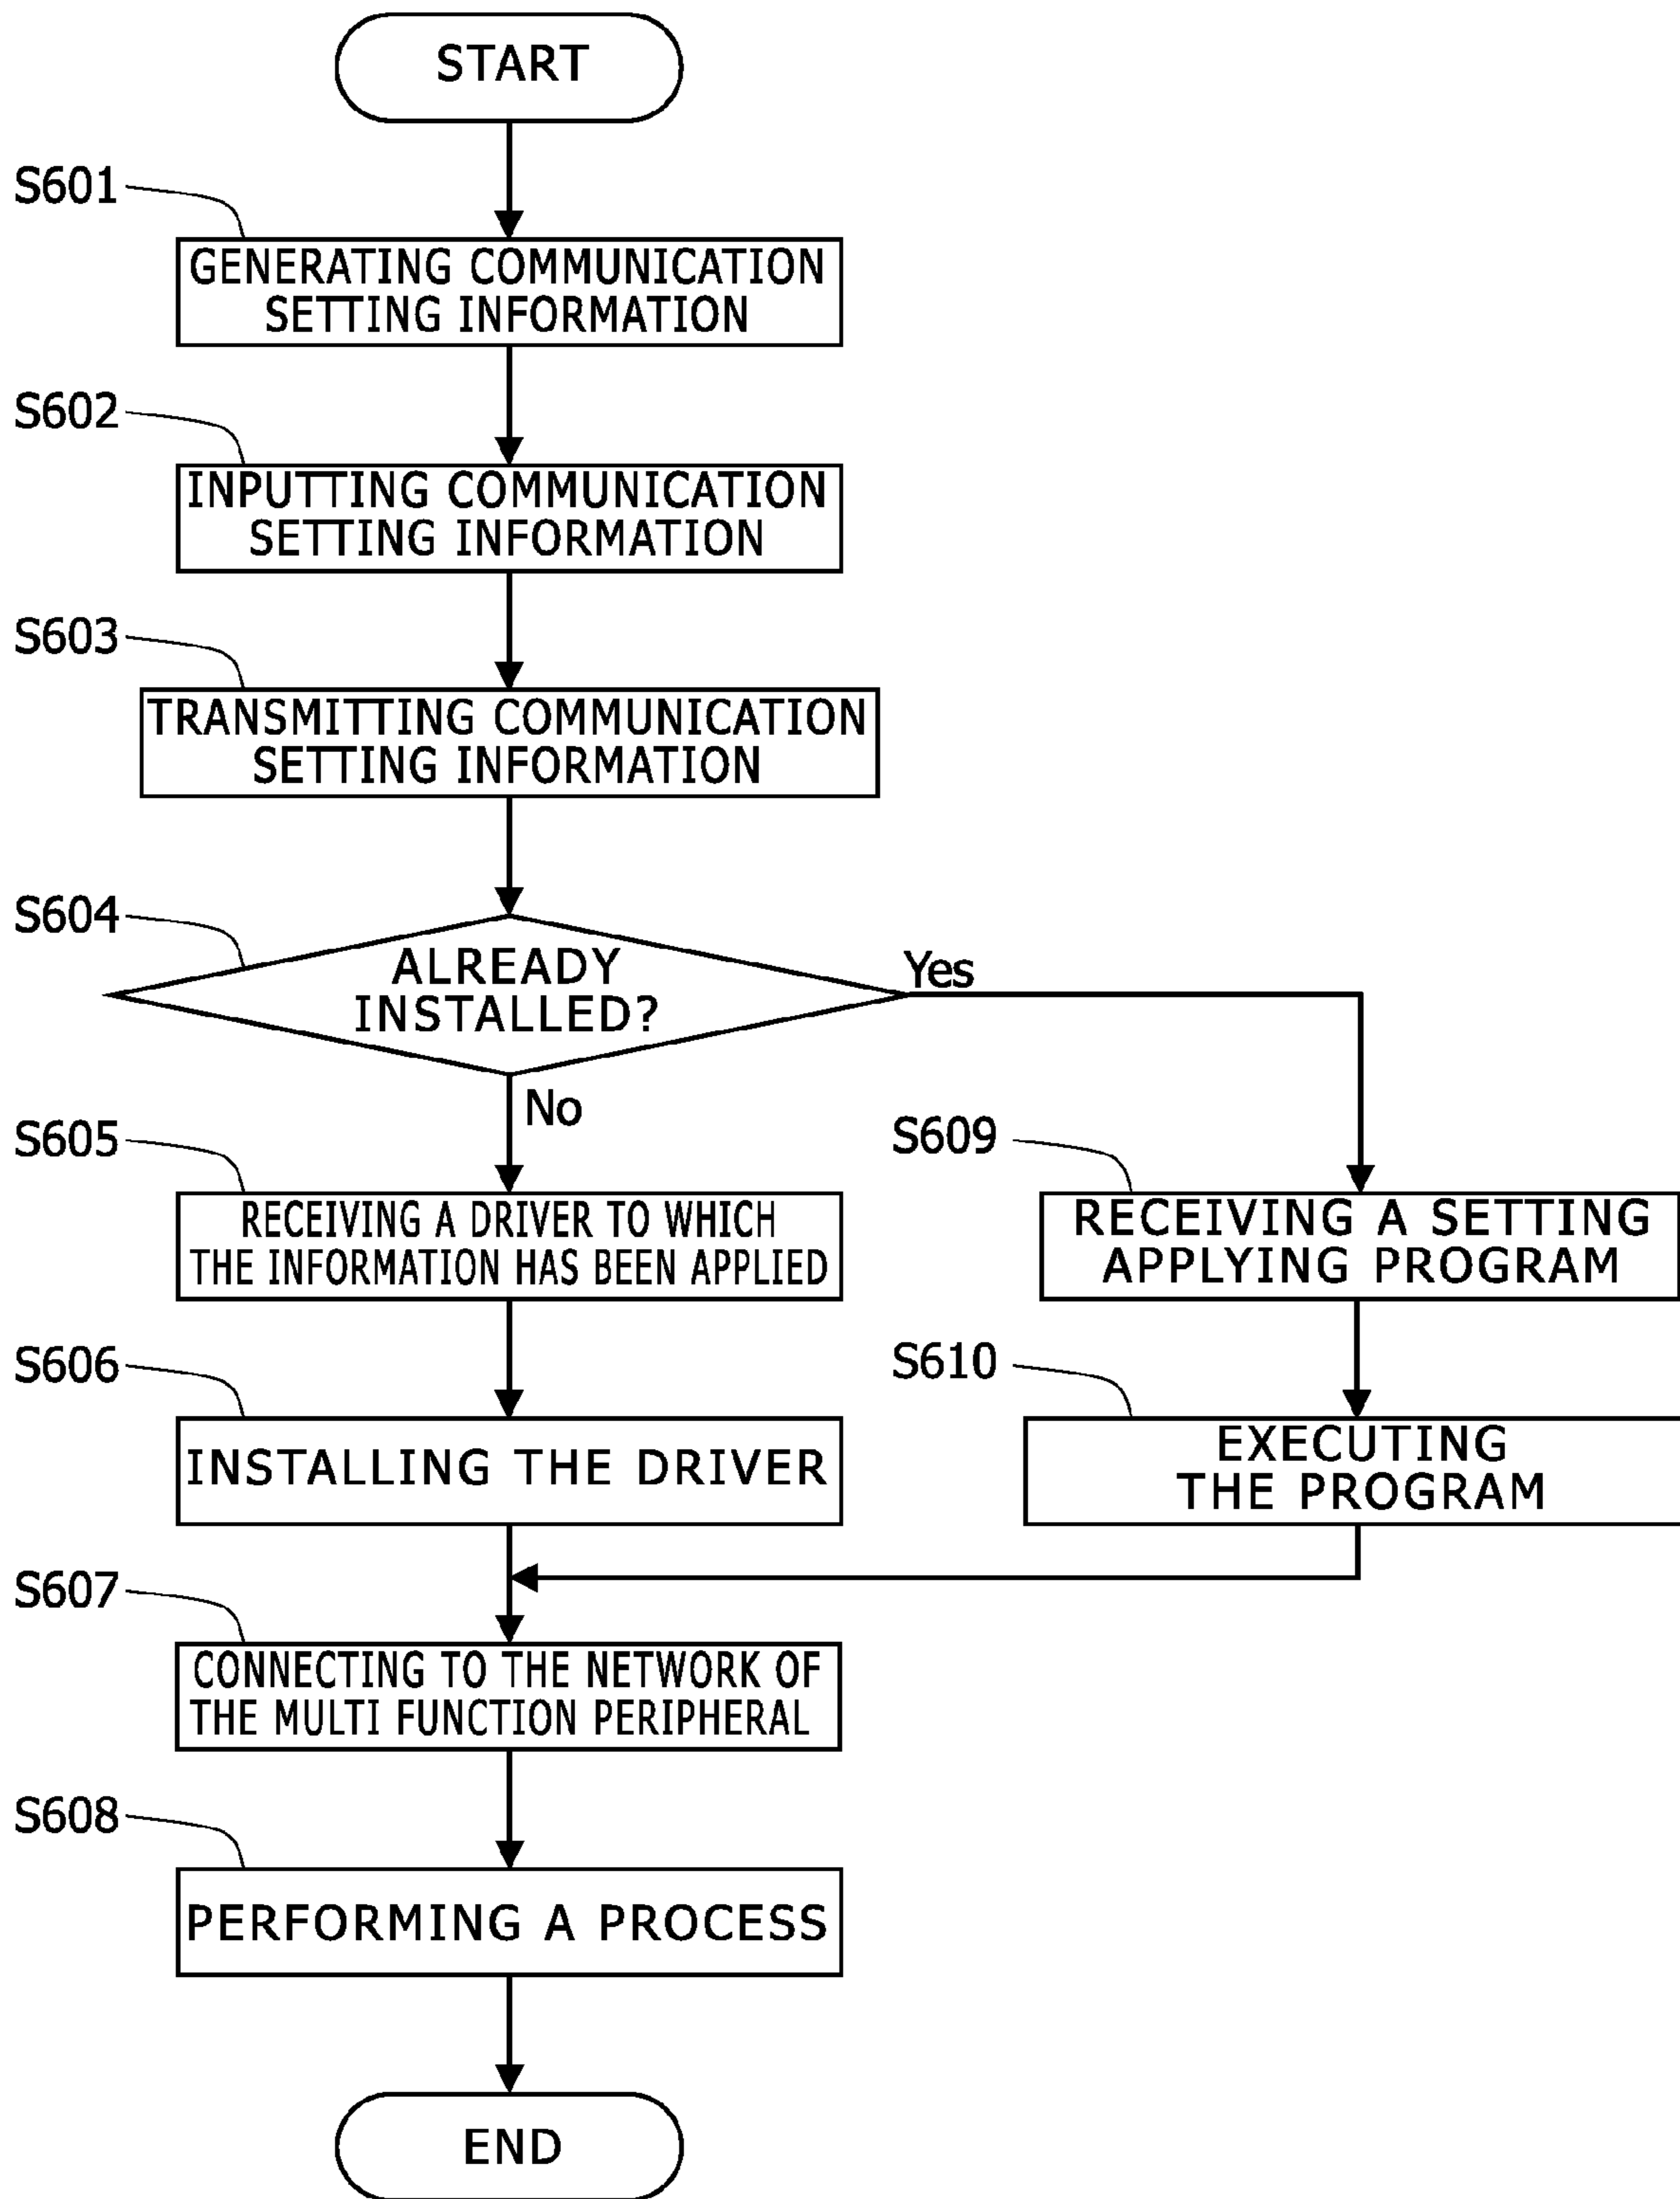 START
S601
GENERATING COMMUNICATION
SETTING INFORMATION
S602
INPUTTING COMMUNICATION
SETTING INFORMATION
S603
TRANSMITTING COMMUNICATION
SETTING INFORMATION
S604
ALREADY
INSTALLED?
Yes
No
S605
RECEIVING A DRIVER TO WHICH
THE INFORMATION HAS BEEN APPLIED
S609
RECEIVING A SETTING
APPLYING PROGRAM
S606
INSTALLING THE DRIVER
S610
EXECUTING
THE PROGRAM
S607
CONNECTING TO THE NETWORK OF
THE MULTI FUNCTION PERIPHERAL
S608
PERFORMING A PROCESS
END